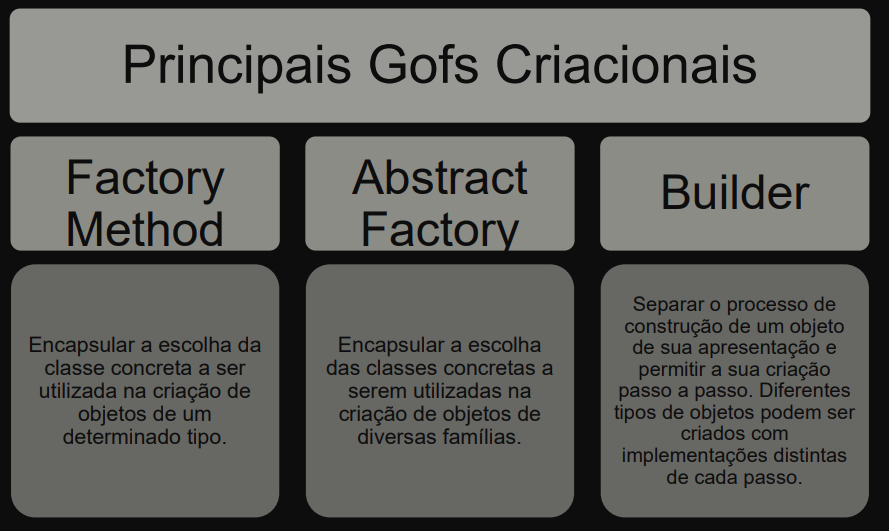 Principais Gofs Criacionais
Factory
Method
Abstract
Factory
Builder
Encapsular a escolha da
classe concreta a ser
utilizada na criação de
objetos de um
determinado tipo.
Encapsular a escolha
das classes concretas a
serem utilizadas na
criação de objetos de
diversas famílias.
Separar o processo de
construção de um objeto
de sua apresentação e
permitir a sua criação
passo a passo. Diferentes
tipos de objetos podem ser
criados com
implementações distintas
de cada passo.